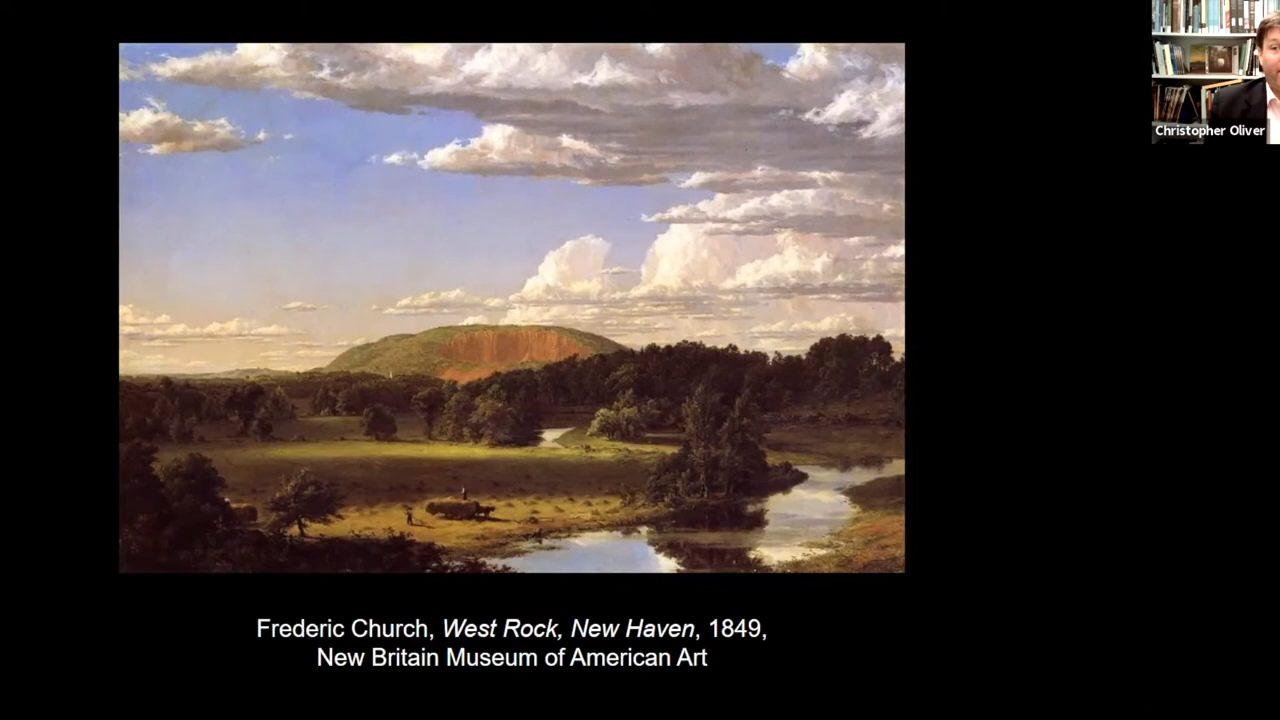 Christopher Oliver
Frederic Church, West Rock, New Haven, 1849,
New Britain Museum of American Art